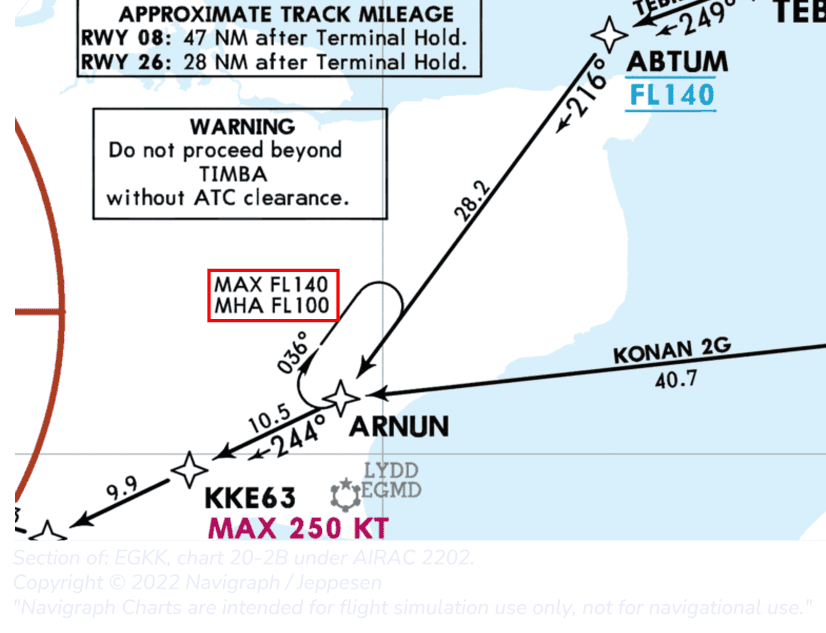 APPROXIMATE TRACK MILEAGE
RWY 08: 47 NM after Terminal Hold.
RWY 26: 28 NM after Terminal Hold.
249°
TEB
ABTUM
FL140
216°
WARNING
Do not proceed beyond
TIMBA
without ATC clearance.
28.2
MAX FL140
MHA FL100
036°
KONAN 2G
40.7
10.5
244°
ARNUN
9.9
KKE63
MAX 250 KT
LYDD
EGMD
Section of: EGKK, chart 20-2B under AIRAC 2202.
Copyright © 2022 Navigraph / Jeppesen
"Navigraph Charts are intended for flight simulation use only, not for navigational use."